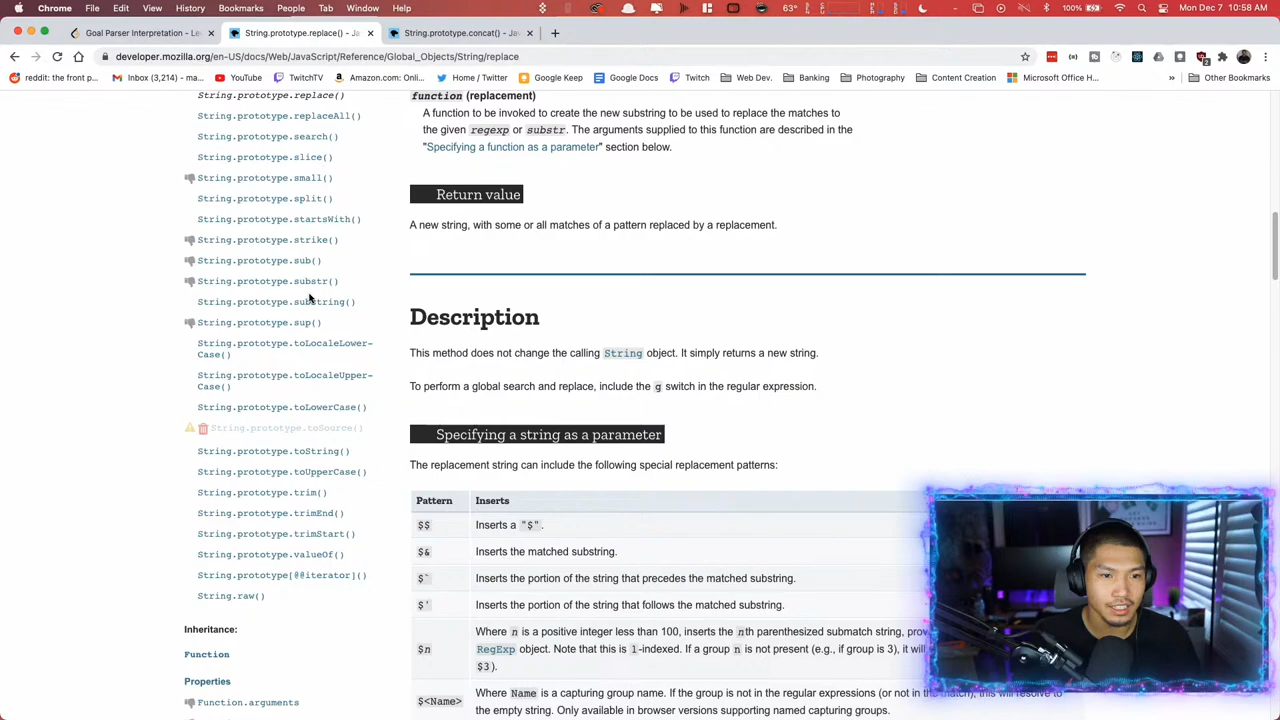 Chrome File Edit View History Bookmarks People Tab Window Help
100% Wed 10:58 AM
Goal Parser Interpretation - Le
String.prototype.replace() - Ja
String.prototype.concat() - Jav
developer.mozilla.org/en-US/docs/Web/JavaScript/Reference/Global_Objects/String/replace
reddit: the front p... Inbox (3,214) - ma... YouTube TwitchTV Amazon.com: Onli... Home / Twitter Google Keep Google Docs Twitch Web Dev. Banking Photography Content Creation Microsoft Office H... » Other Bookmarks
String.prototype.replace()
String.prototype.replaceAll()
String.prototype.search()
String.prototype.slice()
String.prototype.small()
String.prototype.split()
String.prototype.startsWith()
String.prototype.strike()
String.prototype.sub()
String.prototype.substr()
String.prototype.substring()
String.prototype.sup()
String.prototype.toLocaleLower-
Case()
String.prototype.toLocaleUpper-
Case()
String.prototype.toLowerCase()
String.prototype.toSource()
String.prototype.toString()
String.prototype.toUpperCase()
String.prototype.trim()
String.prototype.trimEnd()
String.prototype.trimStart()
String.prototype.valueOf()
String.prototype[@@iterator]()
String.raw()
Inheritance:
Function
Properties
Function.arguments
function (replacement)
A function to be invoked to create the new substring to be used to replace the matches to
the given regexp or substr. The arguments supplied to this function are described in the
"Specifying a function as a parameter" section below.
Return value
A new string, with some or all matches of a pattern replaced by a replacement.
Description
This method does not change the calling String object. It simply returns a new string.
To perform a global search and replace, include the g switch in the regular expression.
Specifying a string as a parameter
The replacement string can include the following special replacement patterns:
Pattern Inserts
$$ Inserts a "$".
$& Inserts the matched substring.
$` Inserts the portion of the string that precedes the matched substring.
$' Inserts the portion of the string that follows the matched substring.
$n Where n is a positive integer less than 100, inserts the nth parenthesized submatch string, prov
RegExp object. Note that this is 1-indexed. If a group n is not present (e.g., if group is 3), it will
$3).
$<Name> Where Name is a capturing group name. If the group is not in the regular expressions (or not in the match), this will resolve to
the empty string. Only available in browser versions supporting named capturing groups.